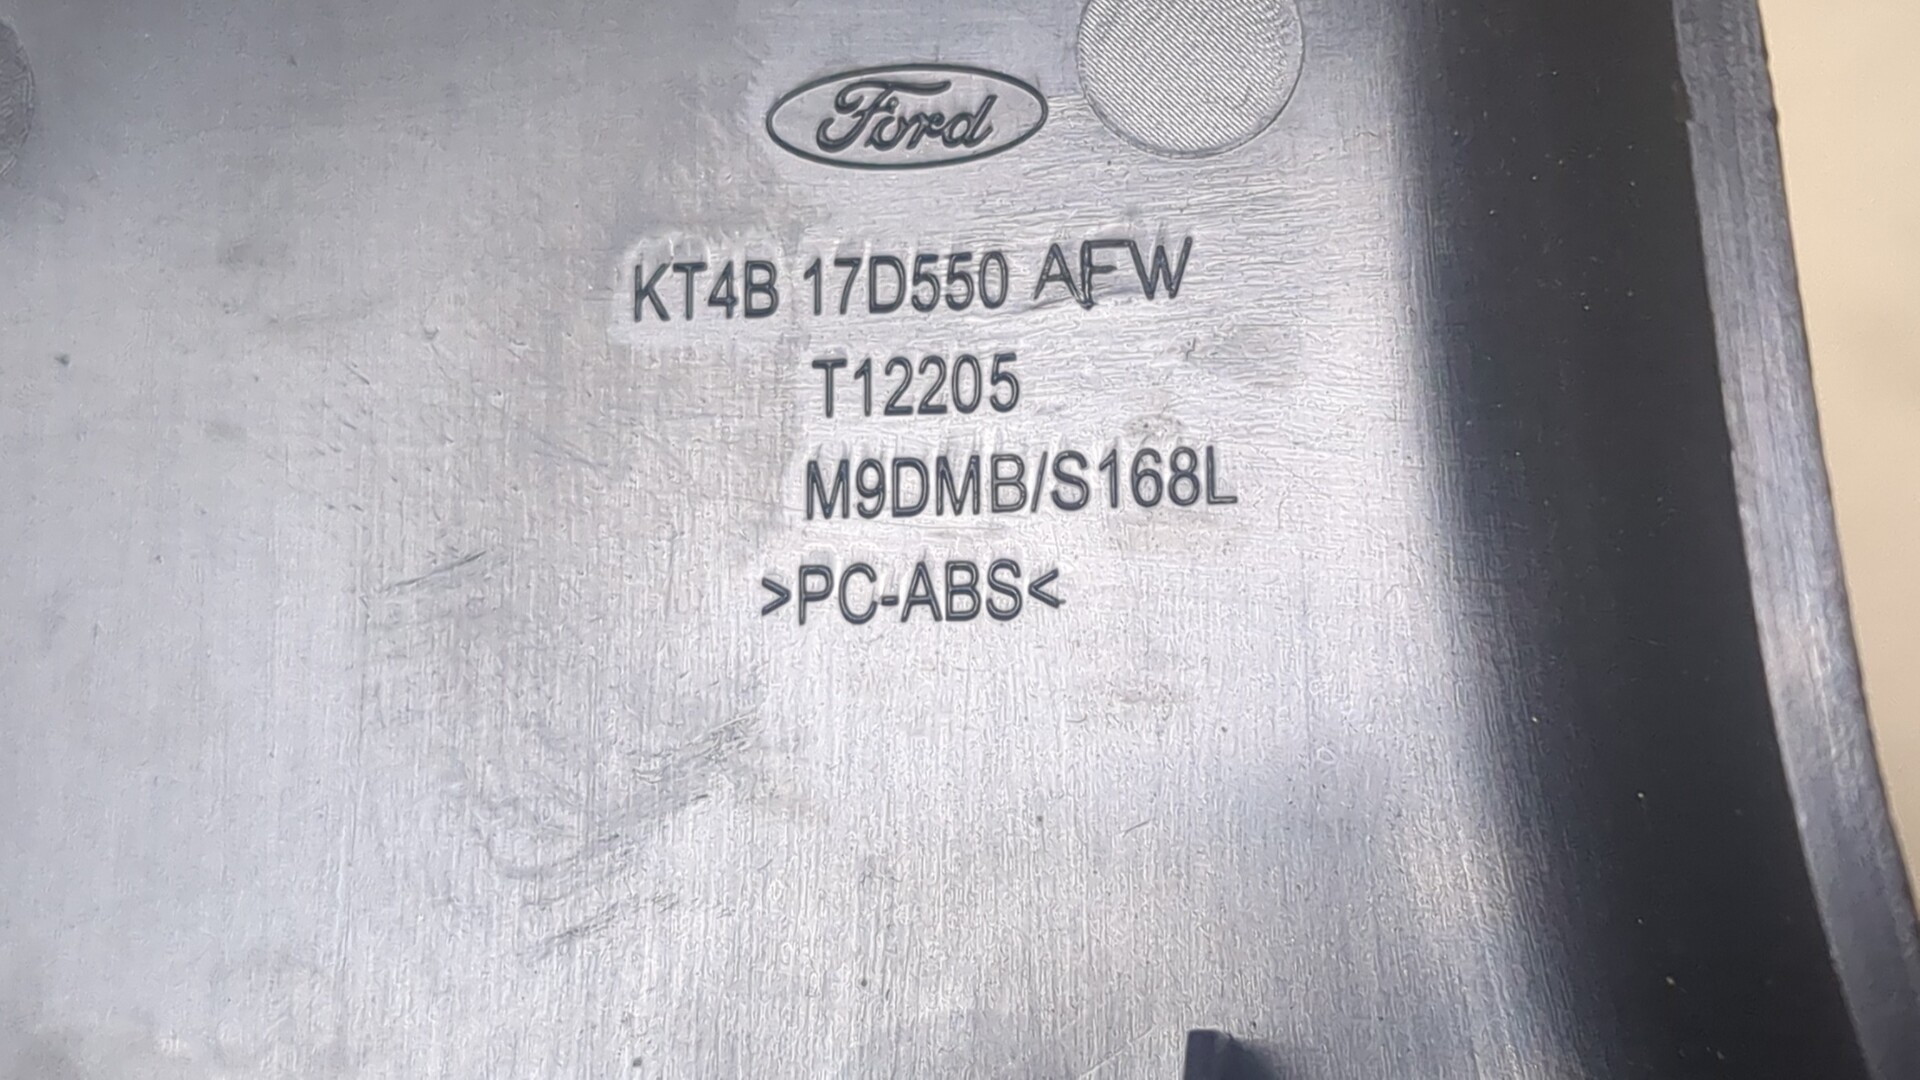 Ford
KT4B 17D550 AFW
T12205
M9DMB/S168L
>PC-ABS<